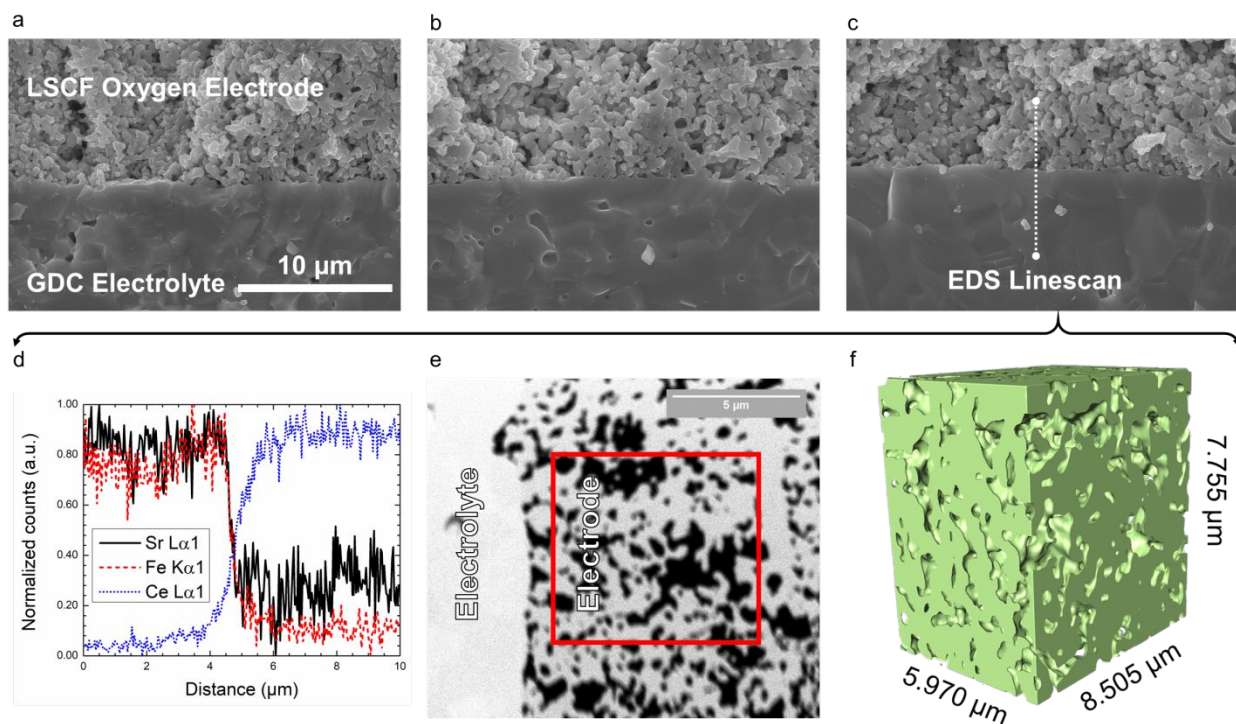 a
b
c
LSCF Oxygen Electrode
GDC Electrolyte
10 µm
EDS Linescan
d
e
f
1.00
0.80
0.60
0.40
0.20
0.00
Normalized counts (a.u.)
Sr Lα1
Fe Kα1
Ce Lα1
0
2
4
6
8
10
Distance (µm)
5 µm
Electrolyte
Electrode
7.755 µm
5.970 µm
8.505 µm